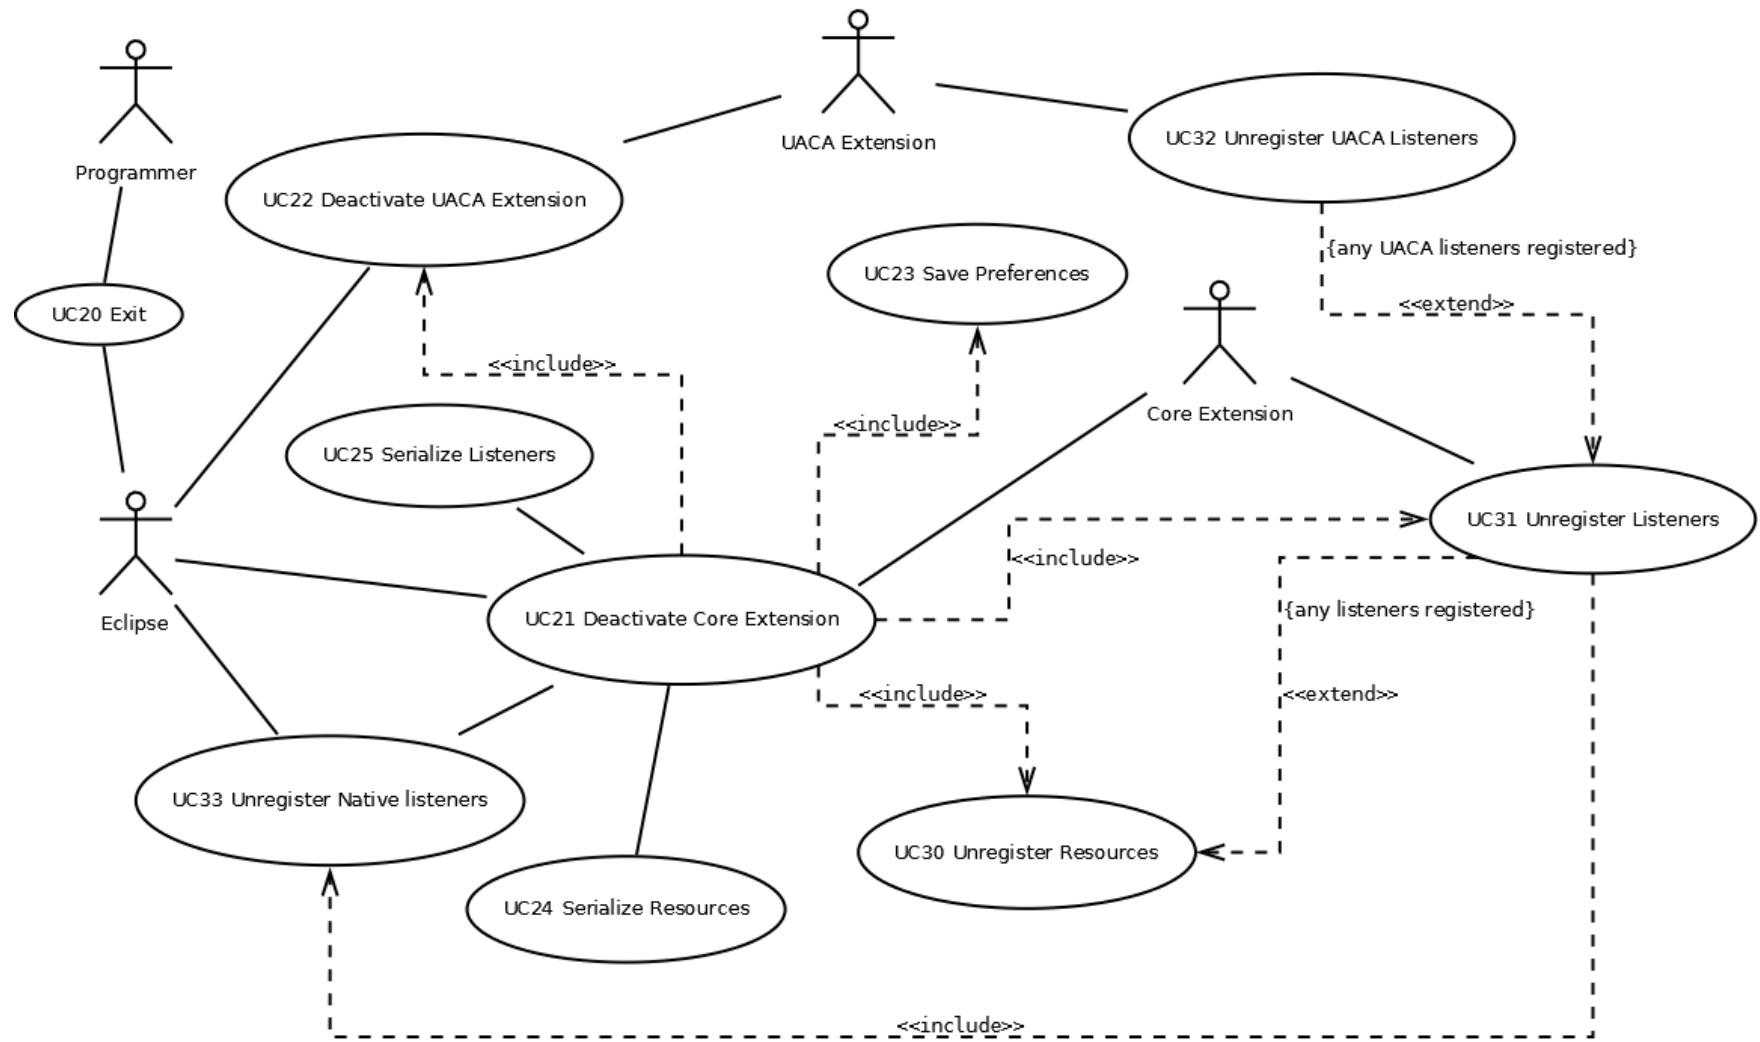 UACA Extension
UC32 Unregister UACA Listeners
Programmer
UC22 Deactivate UACA Extension
{any UACA listeners registered}
UC23 Save Preferences
<<extend>>
UC20 Exit
<<include>>
<<include>>
Core Extension
UC25 Serialize Listeners
UC31 Unregister Listeners
<<include>>
Eclipse
UC21 Deactivate Core Extension
{any listeners registered}
<<include>>
<<extend>>
UC33 Unregister Native listeners
UC30 Unregister Resources
UC24 Serialize Resources
<<include>>